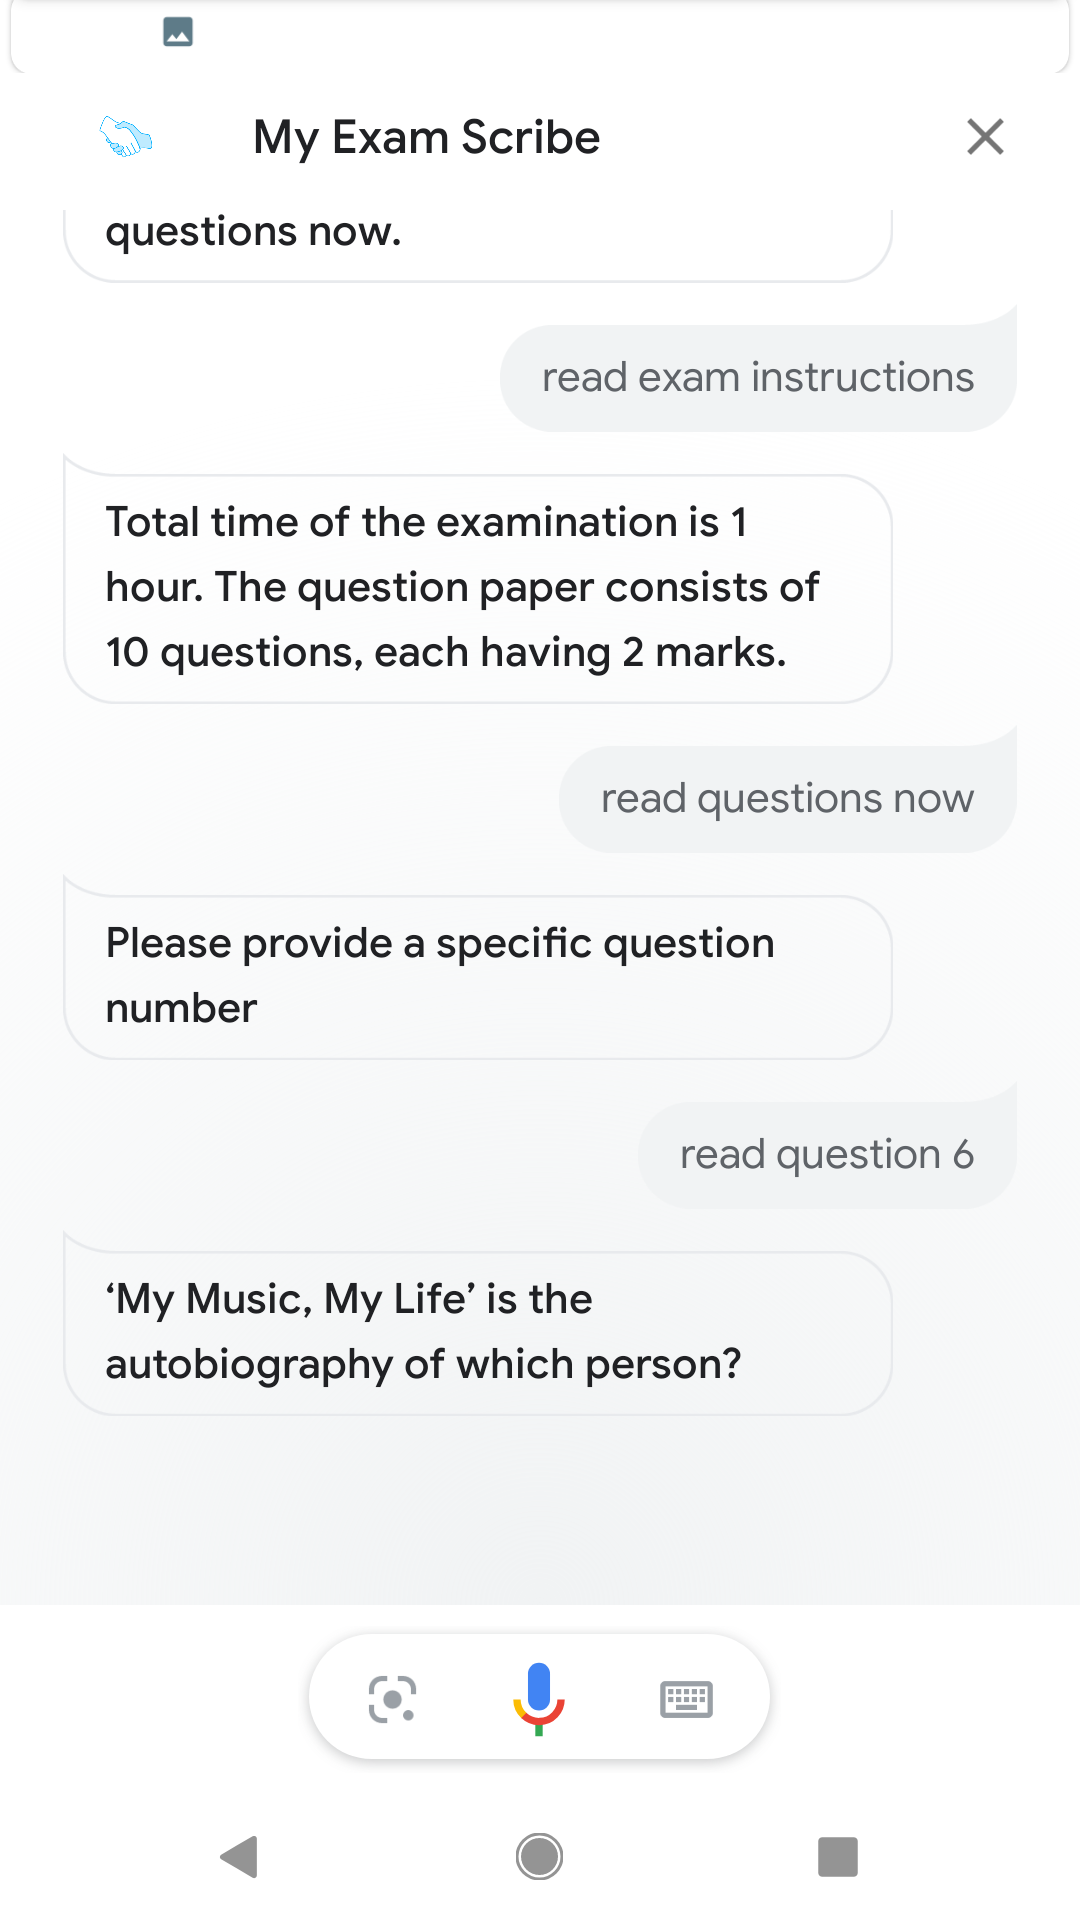 My Exam Scribe
questions now.
read exam instructions
Total time of the examination is 1
hour. The question paper consists of
10 questions, each having 2 marks.
read questions now
Please provide a specific question
number
read question 6
‘My Music, My Life’ is the
autobiography of which person?